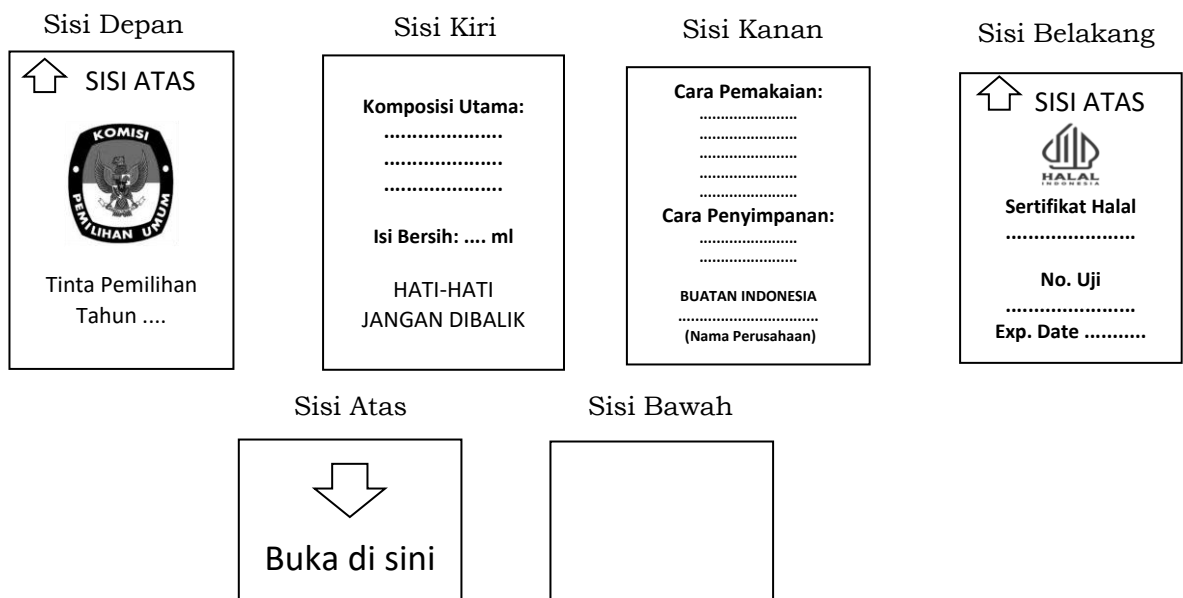 Sisi Depan
SISI ATAS
KOMISI
PEMILIHAN UMUM
Tinta Pemilihan
Tahun ....
Sisi Kiri
Komposisi Utama:
.....................
.....................
.....................
Isi Bersih: .... ml
HATI-HATI
JANGAN DIBALIK
Sisi Kanan
Cara Pemakaian:
.......................
.......................
.......................
.......................
.......................
Cara Penyimpanan:
.......................
.......................
BUATAN INDONESIA
.................................
(Nama Perusahaan)
Sisi Belakang
SISI ATAS
HALAL
INDONESIA
Sertifikat Halal
.......................
No. Uji
.......................
Exp. Date ...........
Sisi Atas
Buka di sini
Sisi Bawah